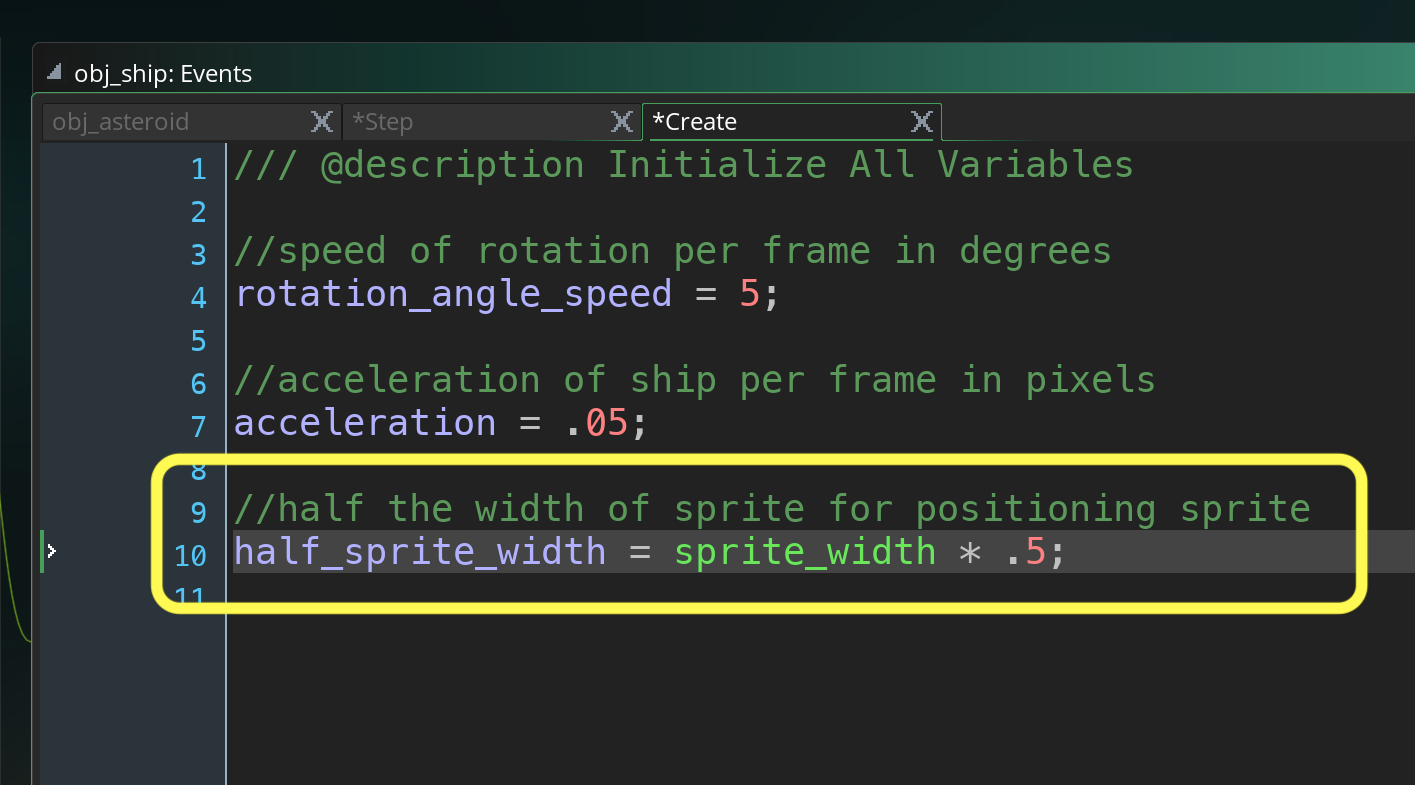 obj_ship: Events
obj_asteroid *Step *Create
1 /// @description Initialize All Variables
2
3 //speed of rotation per frame in degrees
4 rotation_angle_speed = 5;
5
6 //acceleration of ship per frame in pixels
7 acceleration = .05;
8
9 //half the width of sprite for positioning sprite
10 half_sprite_width = sprite_width * .5;
11